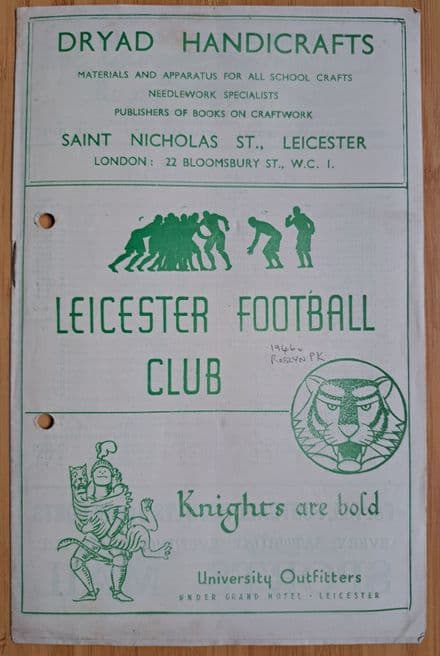 DRYAD HANDICRAFTS
MATERIALS AND APPARATUS FOR ALL SCHOOL CRAFTS
NEEDLEWORK SPECIALISTS
PUBLISHERS OF BOOKS ON CRAFTWORK
SAINT NICHOLAS ST., LEICESTER
LONDON: 22 BLOOMSBURY ST., W.C. 1.
LEICESTER FOOTBALL
CLUB
1946
ROSLYN PK
Knights are bold
University Outfitters
UNDER GRAND HOTEL · LEICESTER